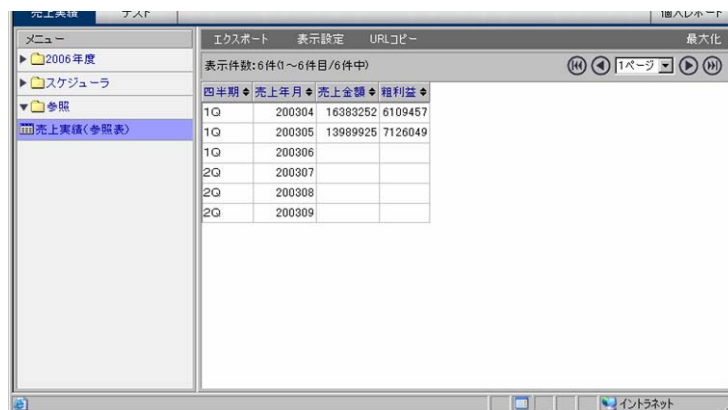 売上実績 テスト 個人レポート
メニュー
エクスポート 表示設定 URLコピー 最大化
2006年度
スケジューラ
参照
売上実績(参照表)
表示件数:6件(1～6件目/6件中) 1ページ
四半期 売上年月 売上金額 粗利益
1Q 200304 16383252 6109457
1Q 200305 13989925 7126049
1Q 200306
2Q 200307
2Q 200308
2Q 200309
イントラネット